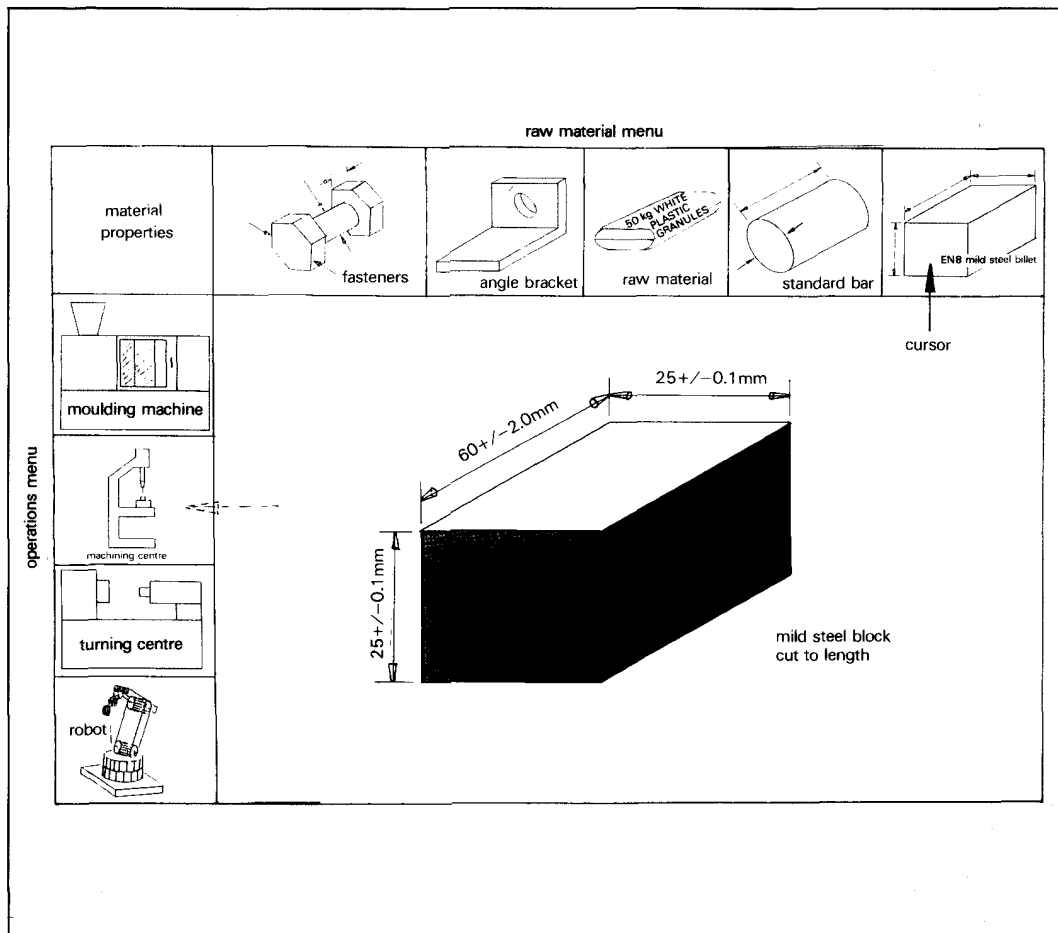 raw material menu
material
properties
fasteners
angle bracket
50 kg WHITE
PLASTIC
GRANULES
raw material
standard bar
EN8 mild steel billet
cursor
operations menu
moulding machine
machining centre
turning centre
robot
60+/-2.0mm
25+/-0.1mm
25+/-0.1mm
mild steel block
cut to length